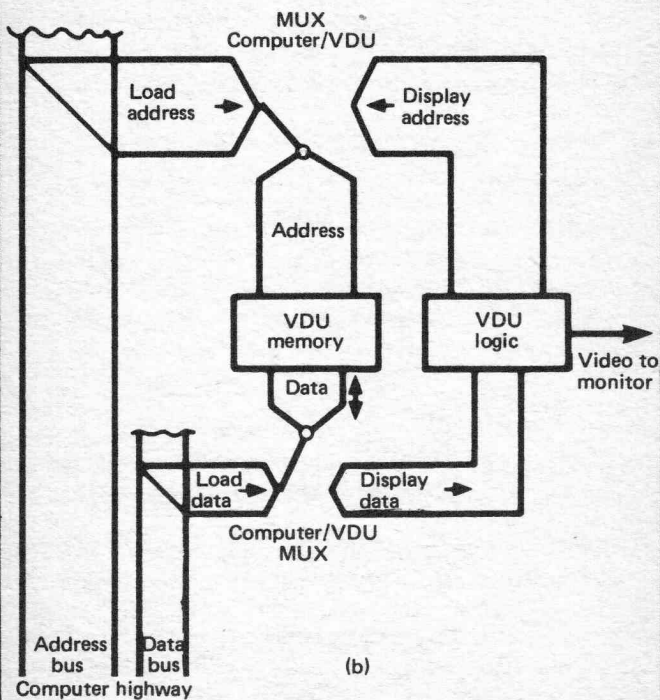 MUX
Computer/VDU
Load
address
Display
address
Address
VDU
memory
VDU
logic
Video to
monitor
Data
Load
data
Display
data
Computer/VDU
MUX
Address
bus
Data
bus
(b)
Computer highway